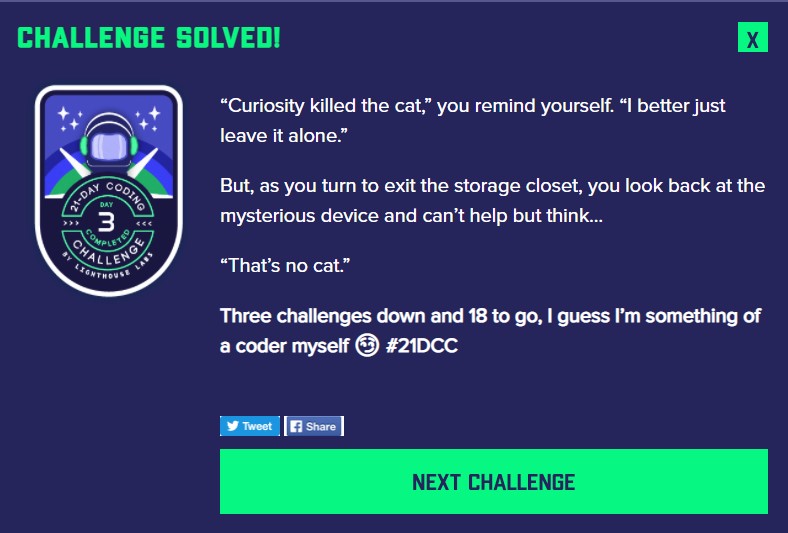 CHALLENGE SOLVED!
X
21-DAY CODING
DAY
3
COMPLETED
>>> <<<
CHALLENGE
BY LIGHTHOUSE LABS
“Curiosity killed the cat,” you remind yourself. “I better just
leave it alone.”
But, as you turn to exit the storage closet, you look back at the
mysterious device and can’t help but think...
“That’s no cat.”
Three challenges down and 18 to go, I guess I’m something of
a coder myself 😏 #21DCC
Tweet
Share
NEXT CHALLENGE